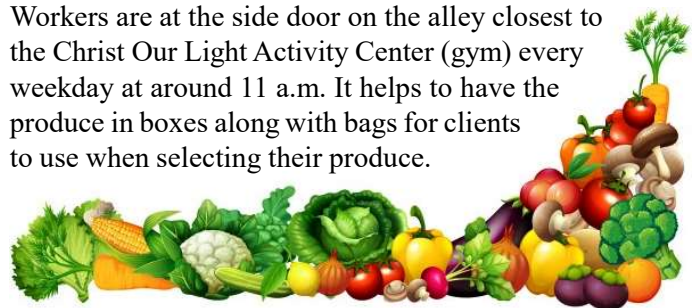 Workers are at the side door on the alley closest to
the Christ Our Light Activity Center (gym) every
weekday at around 11 a.m. It helps to have the
produce in boxes along with bags for clients
to use when selecting their produce.